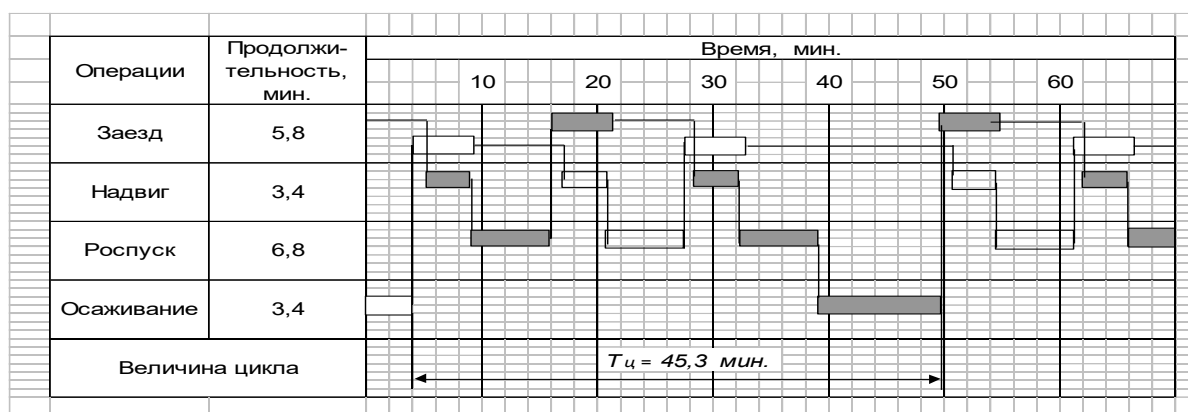 Операции
Продолжи-
тельность,
мин.
Время, мин.
10 20 30 40 50 60
Заезд 5,8
Надвиг 3,4
Роспуск 6,8
Осаживание 3,4
Величина цикла
Tц = 45,3 мин.